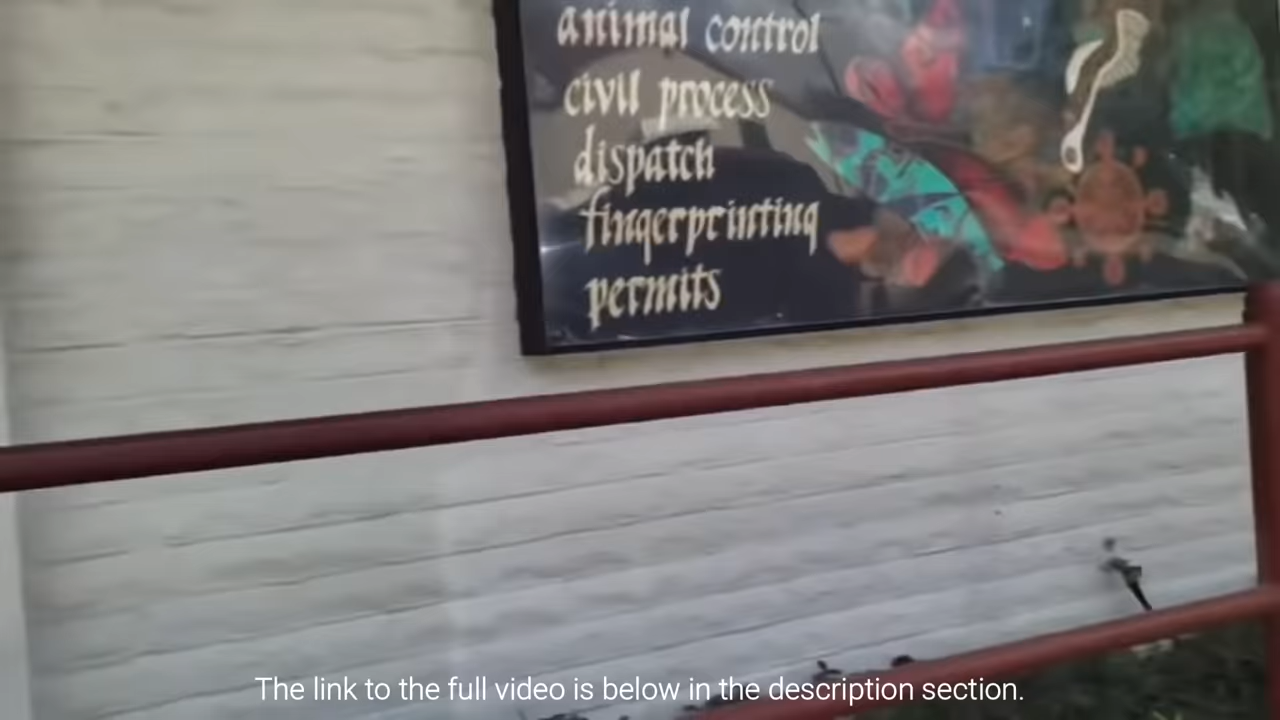 animal control
civil process
dispatch
fingerprinting
permits
The link to the full video is below in the description section.